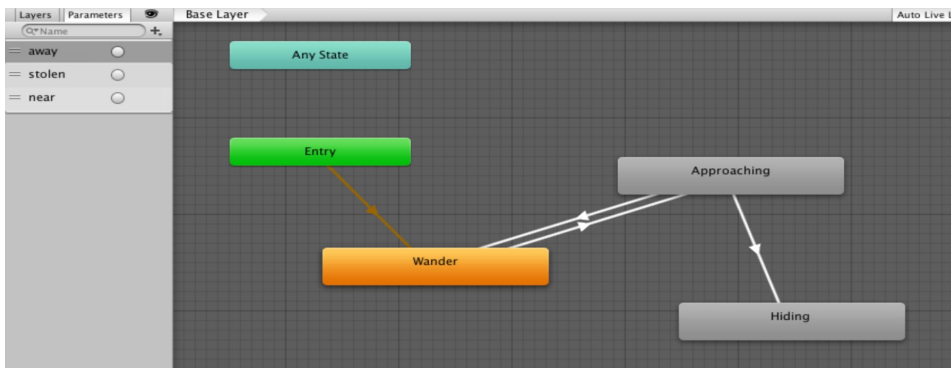 Layers Parameters
Name
away
stolen
near
Base Layer
Auto Live L
Any State
Entry
Approaching
Wander
Hiding